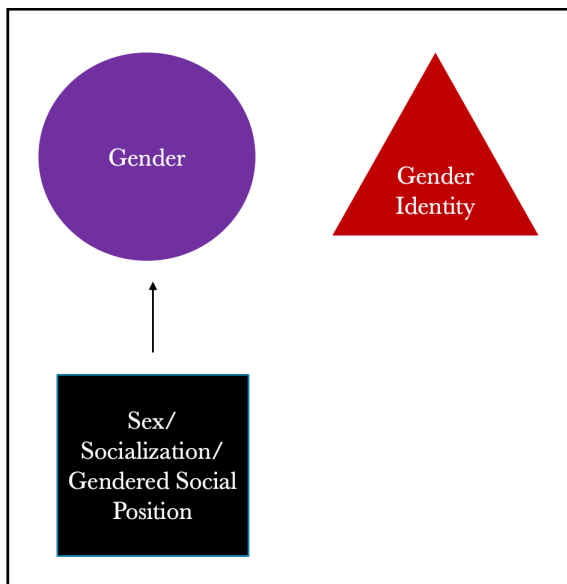 Gender
Gender
Identity
Sex/
Socialization/
Gendered Social
Position